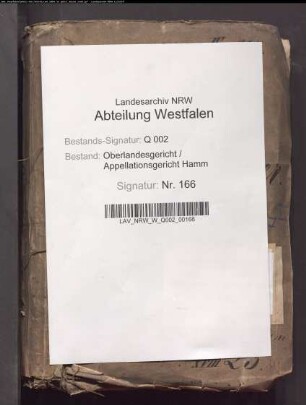 Landesarchiv NRW
Abteilung Westfalen
Bestands-Signatur: Q 002
Bestand: Oberlandesgericht /
Appellationsgericht Hamm
Signatur: Nr. 166
LAV_NRW_W_Q002_00166